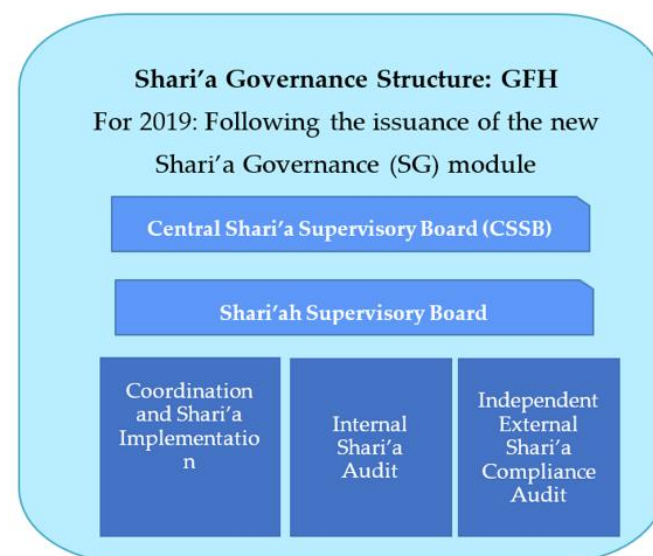 Shari'a Governance Structure: GFH
For 2019: Following the issuance of the new
Shari'a Governance (SG) module
Central Shari'a Supervisory Board (CSSB)
Shari'ah Supervisory Board
Coordination
and Shari'a
Implementatio
n
Internal
Shari'a
Audit
Independent
External
Shari'a
Compliance
Audit